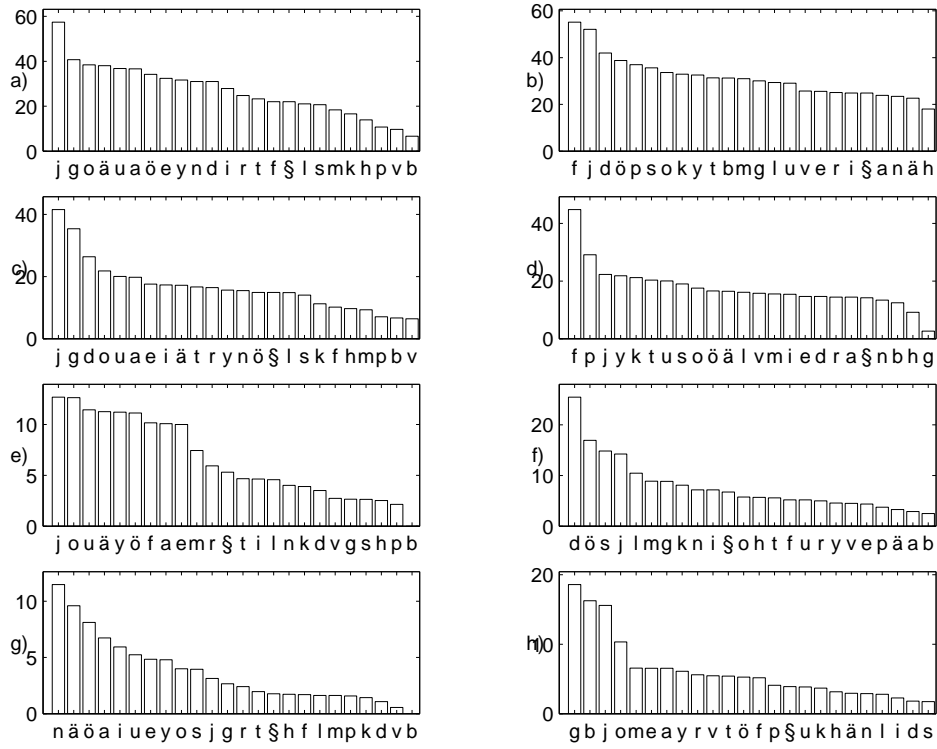 60
40
a)
20
0
j g o ä u a ö e y n d i r t f § l s m k h p v b
60
40
b)
20
0
f j d ö p s o k y t b m g l u v e r i § a n ä h
40
c)
20
0
j g d o u a e i ä t r y n ö § l s k f h m p b v
40
d)
20
0
f p j y k t u s o ö ä l v m i e d r a § n b h g
10
e)
5
0
j o u ä y ö f a e m r § t i l n k d v g s h p b
20
f)
10
0
d ö s j l m g k n i § o h t f u r y v e p ä a b
10
g)
5
0
n ä ö a i u e y o s j g r t § h f l m p k d v b
20
h)
10
0
g b j o m e a y r v t ö f p § u k h ä n l i d s